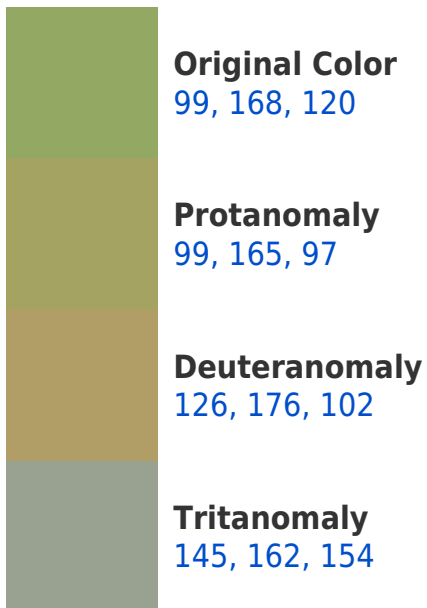 Original Color
99, 168, 120
Protanomaly
99, 165, 97
Deuteranomaly
126, 176, 102
Tritanomaly
145, 162, 154